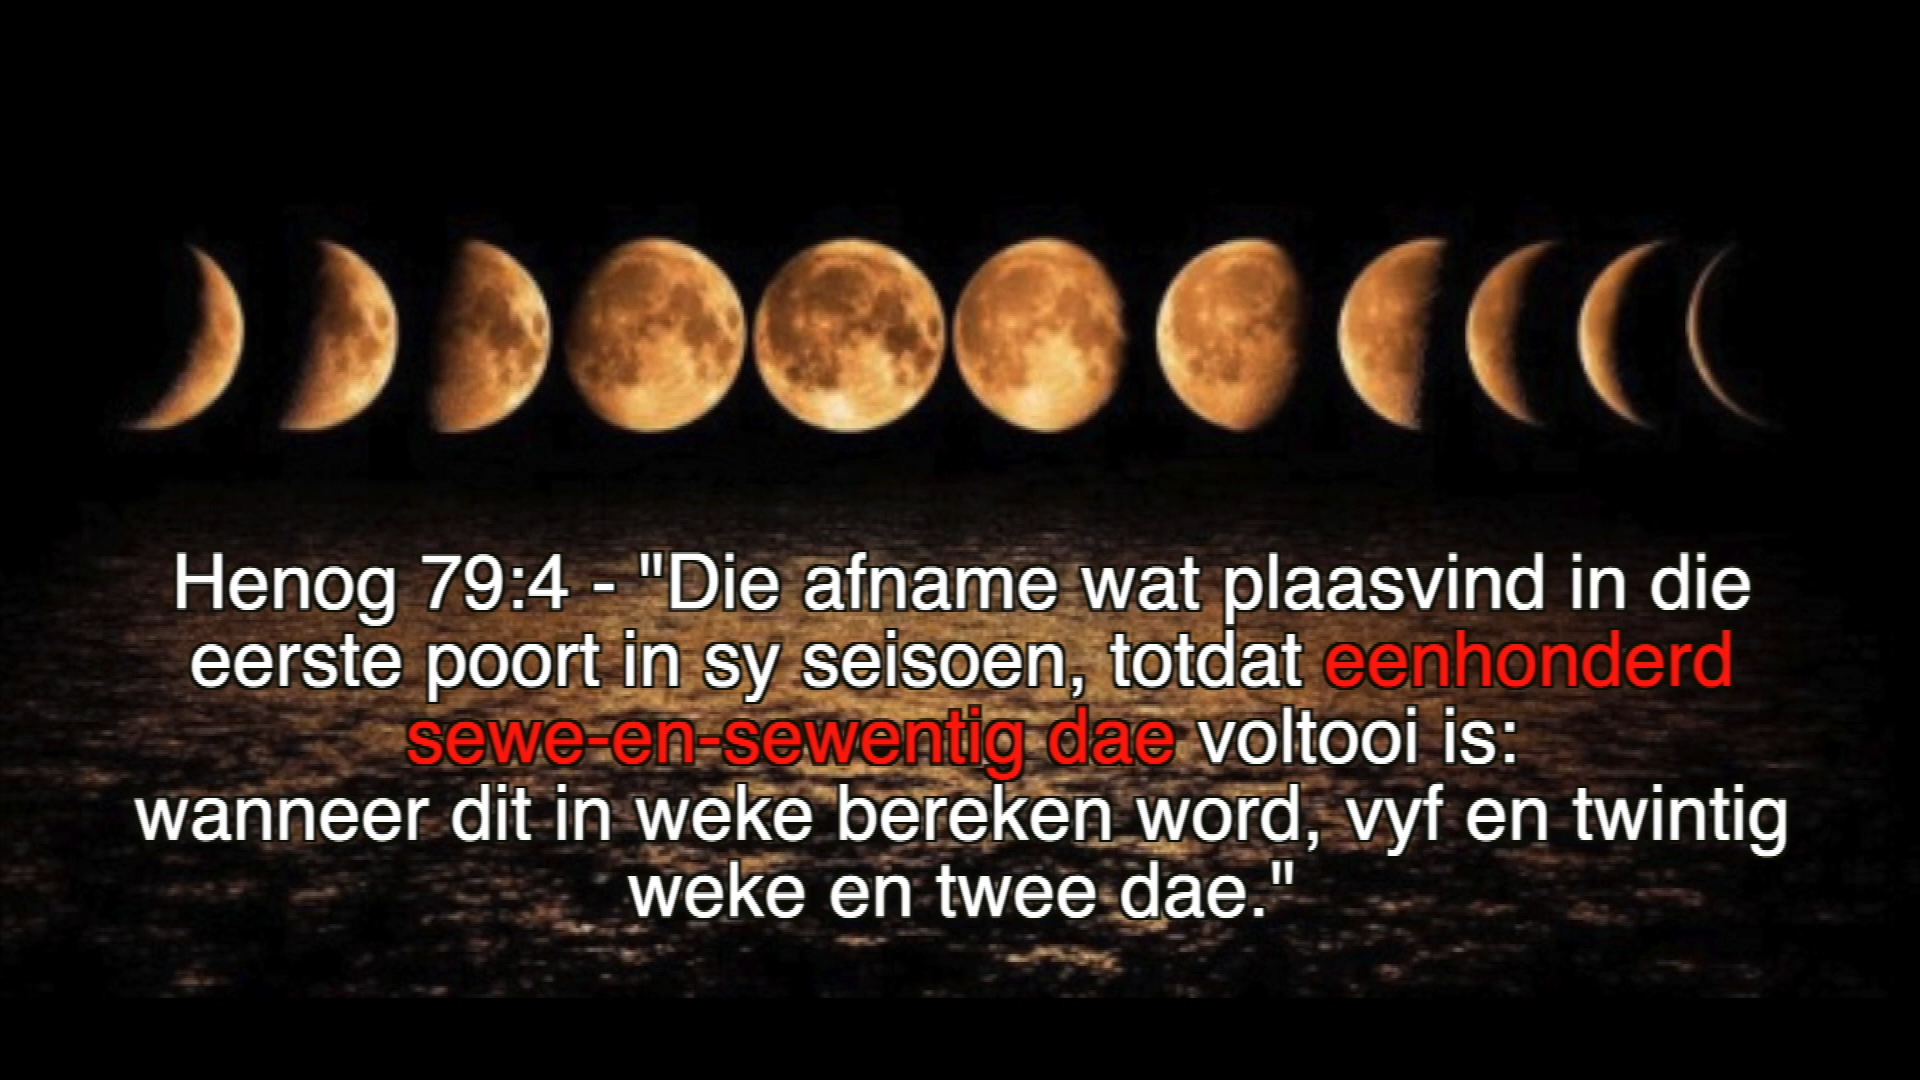 Henog 79:4 - "Die afname wat plaasvind in die
eerste poort in sy seisoen, totdat eenhonderd
sewe-en-sewentig dae voltooi is:
wanneer dit in weke bereken word, vyf en twintig
weke en twee dae."